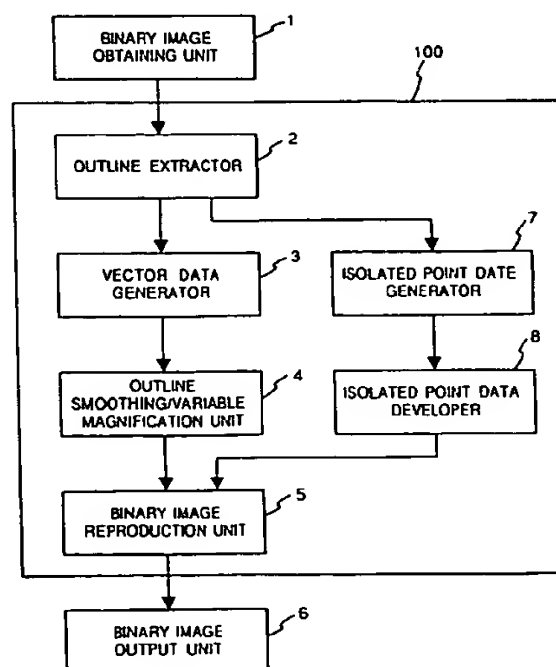 1
BINARY IMAGE
OBTAINING UNIT
100
2
OUTLINE EXTRACTOR
3
VECTOR DATA
GENERATOR
7
ISOLATED POINT DATE
GENERATOR
4
OUTLINE
SMOOTHING/VARIABLE
MAGNIFICATION UNIT
8
ISOLATED POINT DATA
DEVELOPER
5
BINARY IMAGE
REPRODUCTION UNIT
6
BINARY IMAGE
OUTPUT UNIT